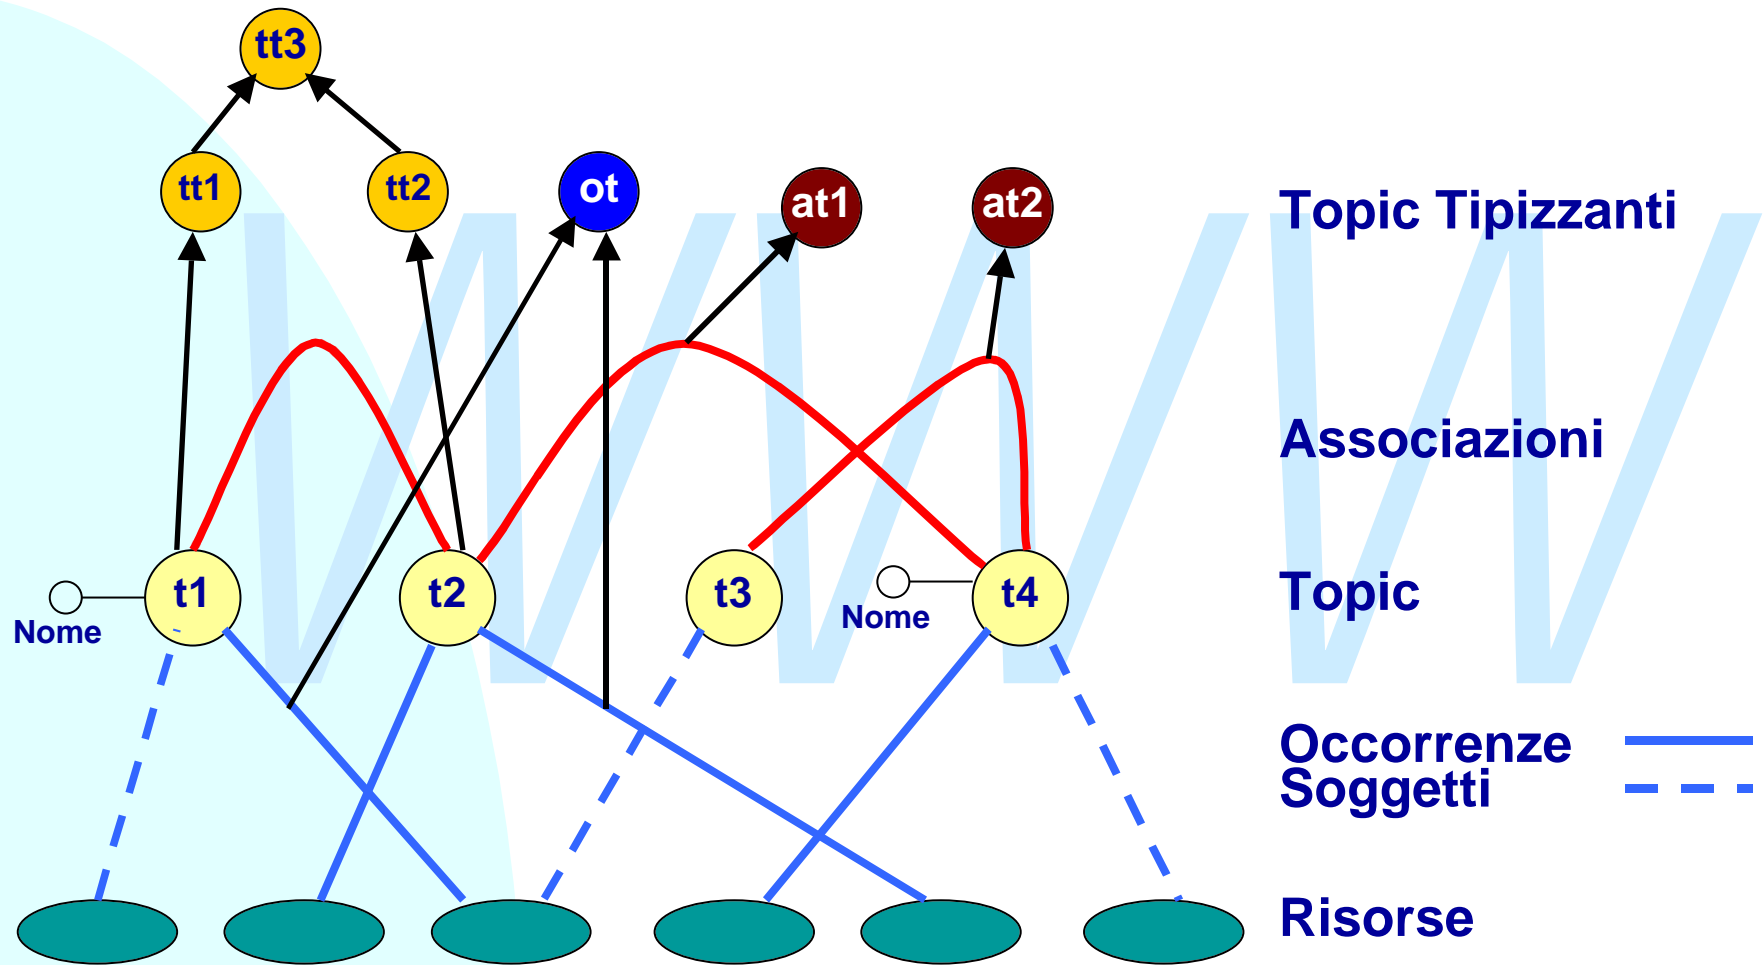 tt3
tt1 tt2 ot at1 at2 Topic Tipizzanti
Associazioni
t1 t2 t3 t4 Topic
Nome Nome
Occorrenze
Soggetti
Risorse
WWW